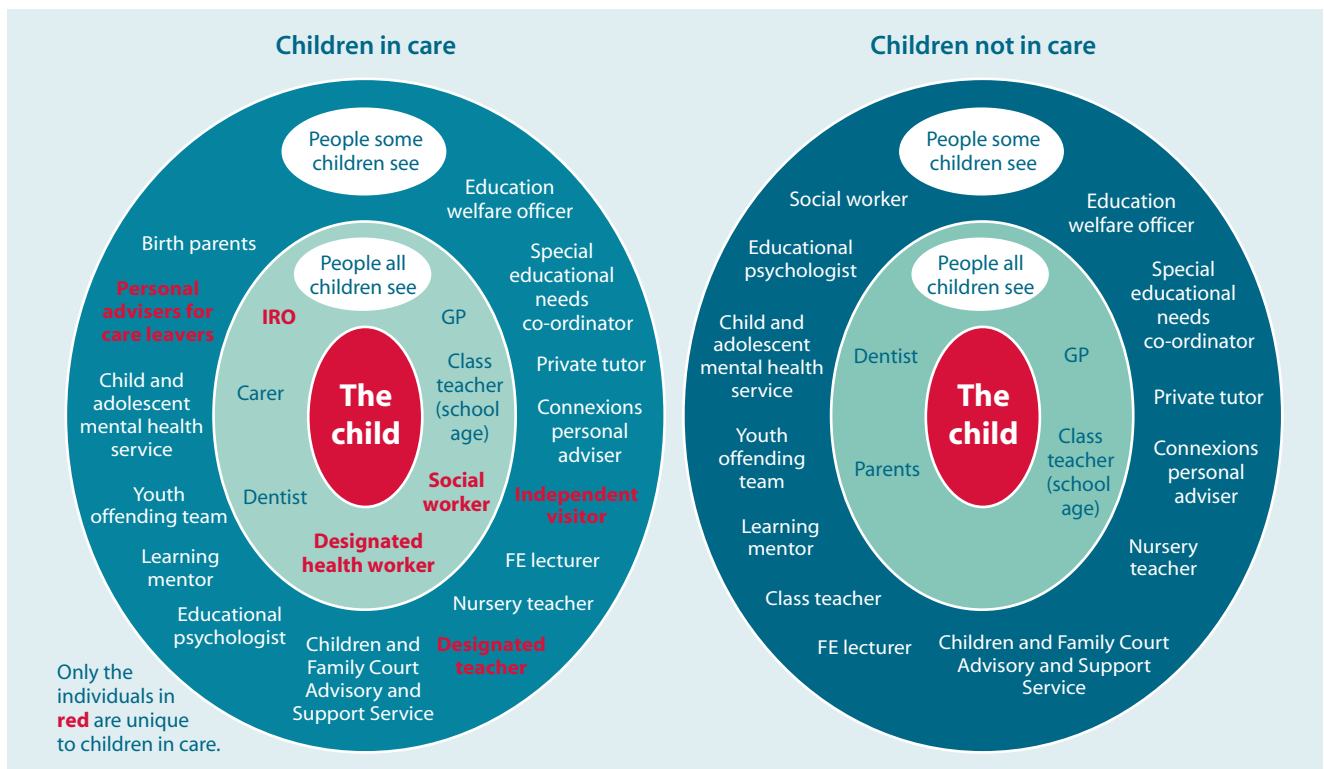 Children in care
People some
children see
Education
welfare officer
Birth parents
Special
educational
needs
co-ordinator
People all
children see
Personal
advisers for
care leavers
IRO
GP
Class
teacher
(school
age)
Private tutor
Child and
adolescent
mental health
service
Carer
The
child
Connexions
personal
adviser
Youth
offending team
Dentist
Social
worker
Independent
visitor
Designated
health worker
Learning
mentor
FE lecturer
Nursery teacher
Educational
psychologist
Children and
Family Court
Advisory and
Support Service
Designated
teacher
Only the
individuals in
red are unique
to children in care.
Children not in care
People some
children see
Social worker
Education
welfare officer
Educational
psychologist
People all
children see
Special
educational
needs
co-ordinator
Child and
adolescent
mental health
service
Dentist
GP
The
child
Private tutor
Youth
offending
team
Parents
Class
teacher
(school
age)
Connexions
personal
adviser
Learning
mentor
Nursery
teacher
Class teacher
FE lecturer
Children and Family Court
Advisory and Support
Service